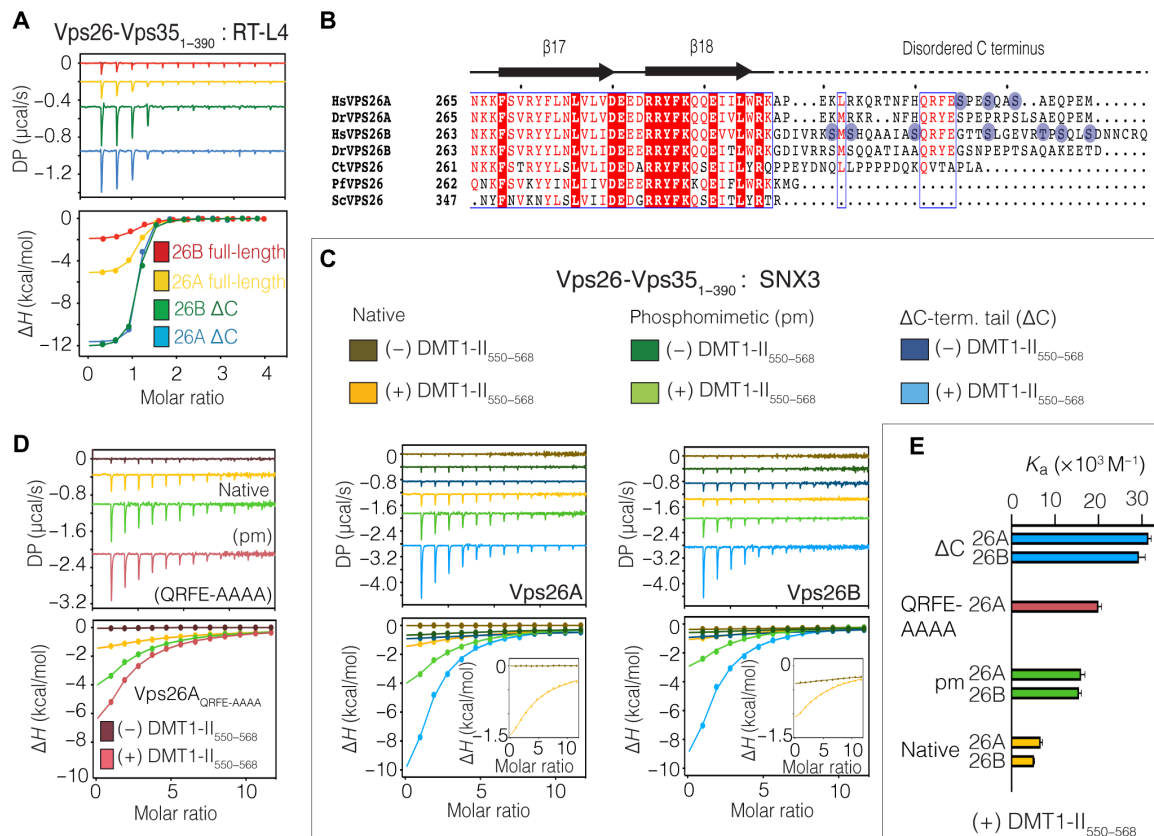 A
Vps26-Vps35₁₋₃₉₀ : RT-L4
0
−0.4
−0.8
−1.2
DP (µcal/s)
0
−4
−8
−12
ΔH (kcal/mol)
26B full-length
26A full-length
26B ΔC
26A ΔC
0 1 2 3 4
Molar ratio
B
β17 β18 Disordered C terminus
HsVPS26A 265 NKKFSVRYFLNLVLVDEEDRRYFKQQEIILWRKAP...EKLRKQRTNFHQRFESPESQAS..AEQPEM.....
DrVPS26A 265 NKKFSVRYFLNLVLVDEEDRRYFKQQEIILWRKAP...EKMRKRNFHQRYESPEPRPSLSAEQPEM.....
HsVPS26B 263 NKKFSVRYYLNLVLIDEEERRYFKQQEVVLWRKGDIVRKSMSHQAAIASQRFEGTTSLGEVRTPSQLSDNNCRQ
DrVPS26B 263 NKKFSVRYYLNLVLIDEEERRYFKQQEVVLWRKGDIVRRSMSQQATIAAQRYEGSNPEPTSAQAKEETD....
CtVPS26 261 NKKFSTRYYLSLVLIDEDARRYFKQSEIILYRQPPEYDNQLLPPPPDQKQVTAPLA.................
PfVPS26 262 QNKFSVKYYINLIIVDEEERRYFKKQEIFLWRKKMG.....................................
ScVPS26 347 NYKFSVKNYLSLVIIDEDGRRYFKQSEITLYRTR.......................................
C
Vps26-Vps35₁₋₃₉₀ : SNX3
Native Phosphomimetic (pm) ΔC-term. tail (ΔC)
(−) DMT1-II₅₅₀₋₅₆₈ (−) DMT1-II₅₅₀₋₅₆₈ (−) DMT1-II₅₅₀₋₅₆₈
(+) DMT1-II₅₅₀₋₅₆₈ (+) DMT1-II₅₅₀₋₅₆₈ (+) DMT1-II₅₅₀₋₅₆₈
0
−0.8
−1.6
−2.4
−3.2
−4.0
DP (µcal/s)
Vps26A
0
−2
−4
−6
−8
−10
ΔH (kcal/mol)
0
−1.5
ΔH (kcal/mol)
0 5 10
Molar ratio
0 5 10
Molar ratio
0
−0.8
−1.6
−2.4
−3.2
−4.0
DP (µcal/s)
Vps26B
0
−2
−4
−6
−8
−10
ΔH (kcal/mol)
0
−1.5
ΔH (kcal/mol)
0 5 10
Molar ratio
0 5 10
Molar ratio
D
0
−0.8
−1.6
−2.4
−3.2
DP (µcal/s)
Native
(pm)
(QRFE-AAAA)
0
−2
−4
−6
−8
−10
ΔH (kcal/mol)
Vps26A QRFE-AAAA
(−) DMT1-II₅₅₀₋₅₆₈
(+) DMT1-II₅₅₀₋₅₆₈
0 5 10
Molar ratio
E
Kₐ (×10³ M⁻¹)
0 10 20 30
ΔC 26A
26B
QRFE-AAAA 26A
pm 26A
26B
Native 26A
26B
(+) DMT1-II₅₅₀₋₅₆₈